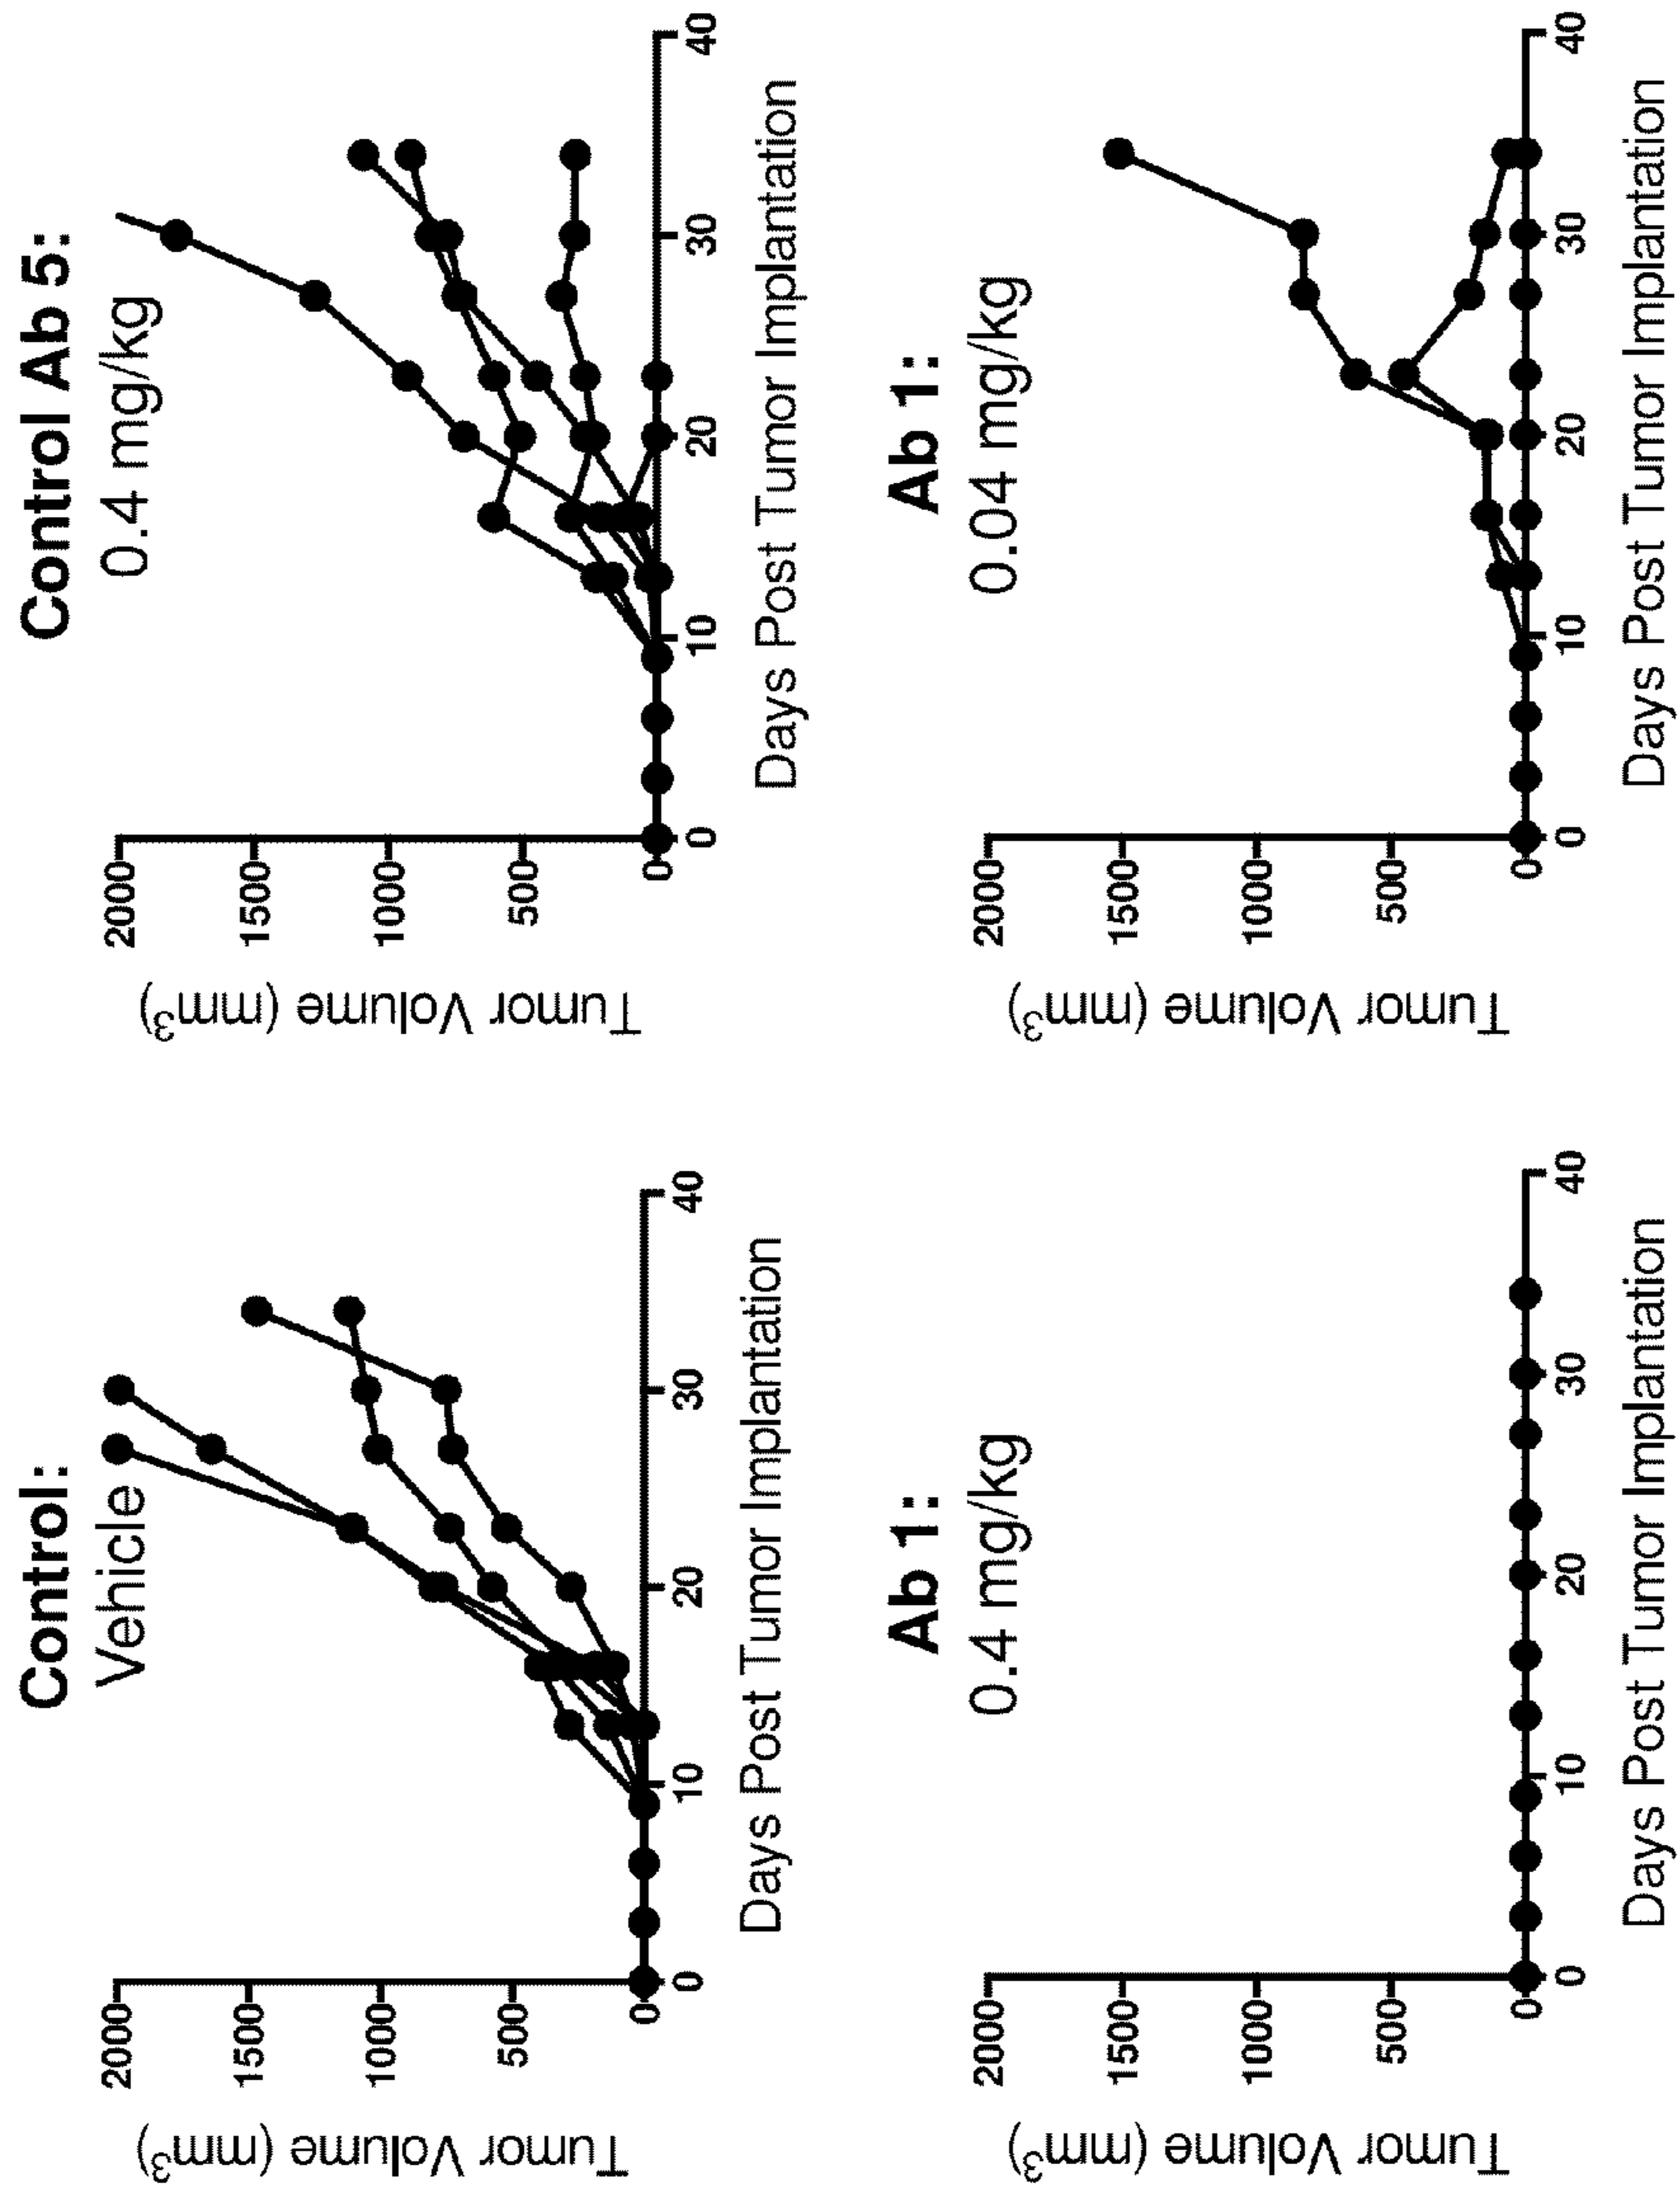 Control:
Vehicle
Tumor Volume (mm³)
2000
1500
1000
500
0
0 10 20 30 40
Days Post Tumor Implantation
Control Ab 5:
0.4 mg/kg
Tumor Volume (mm³)
2000
1500
1000
500
0
0 10 20 30 40
Days Post Tumor Implantation
Ab 1:
0.4 mg/kg
Tumor Volume (mm³)
2000
1500
1000
500
0
0 10 20 30 40
Days Post Tumor Implantation
Ab 1:
0.04 mg/kg
Tumor Volume (mm³)
2000
1500
1000
500
0
0 10 20 30 40
Days Post Tumor Implantation